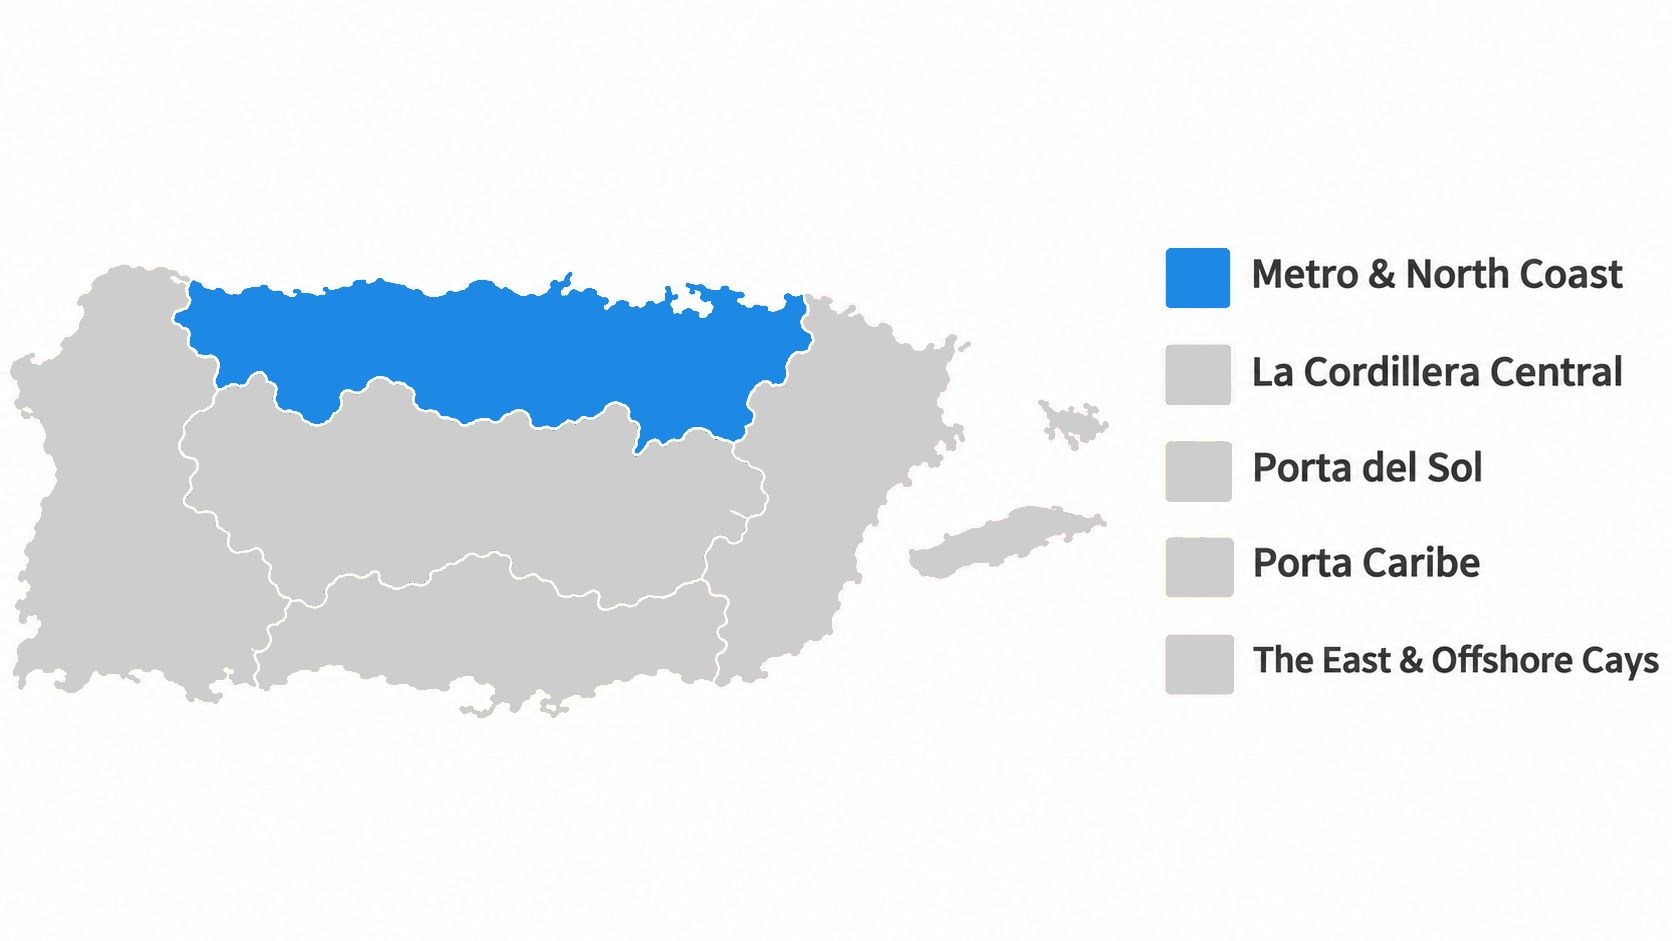 Metro & North Coast
La Cordillera Central
Porta del Sol
Porta Caribe
The East & Offshore Cays